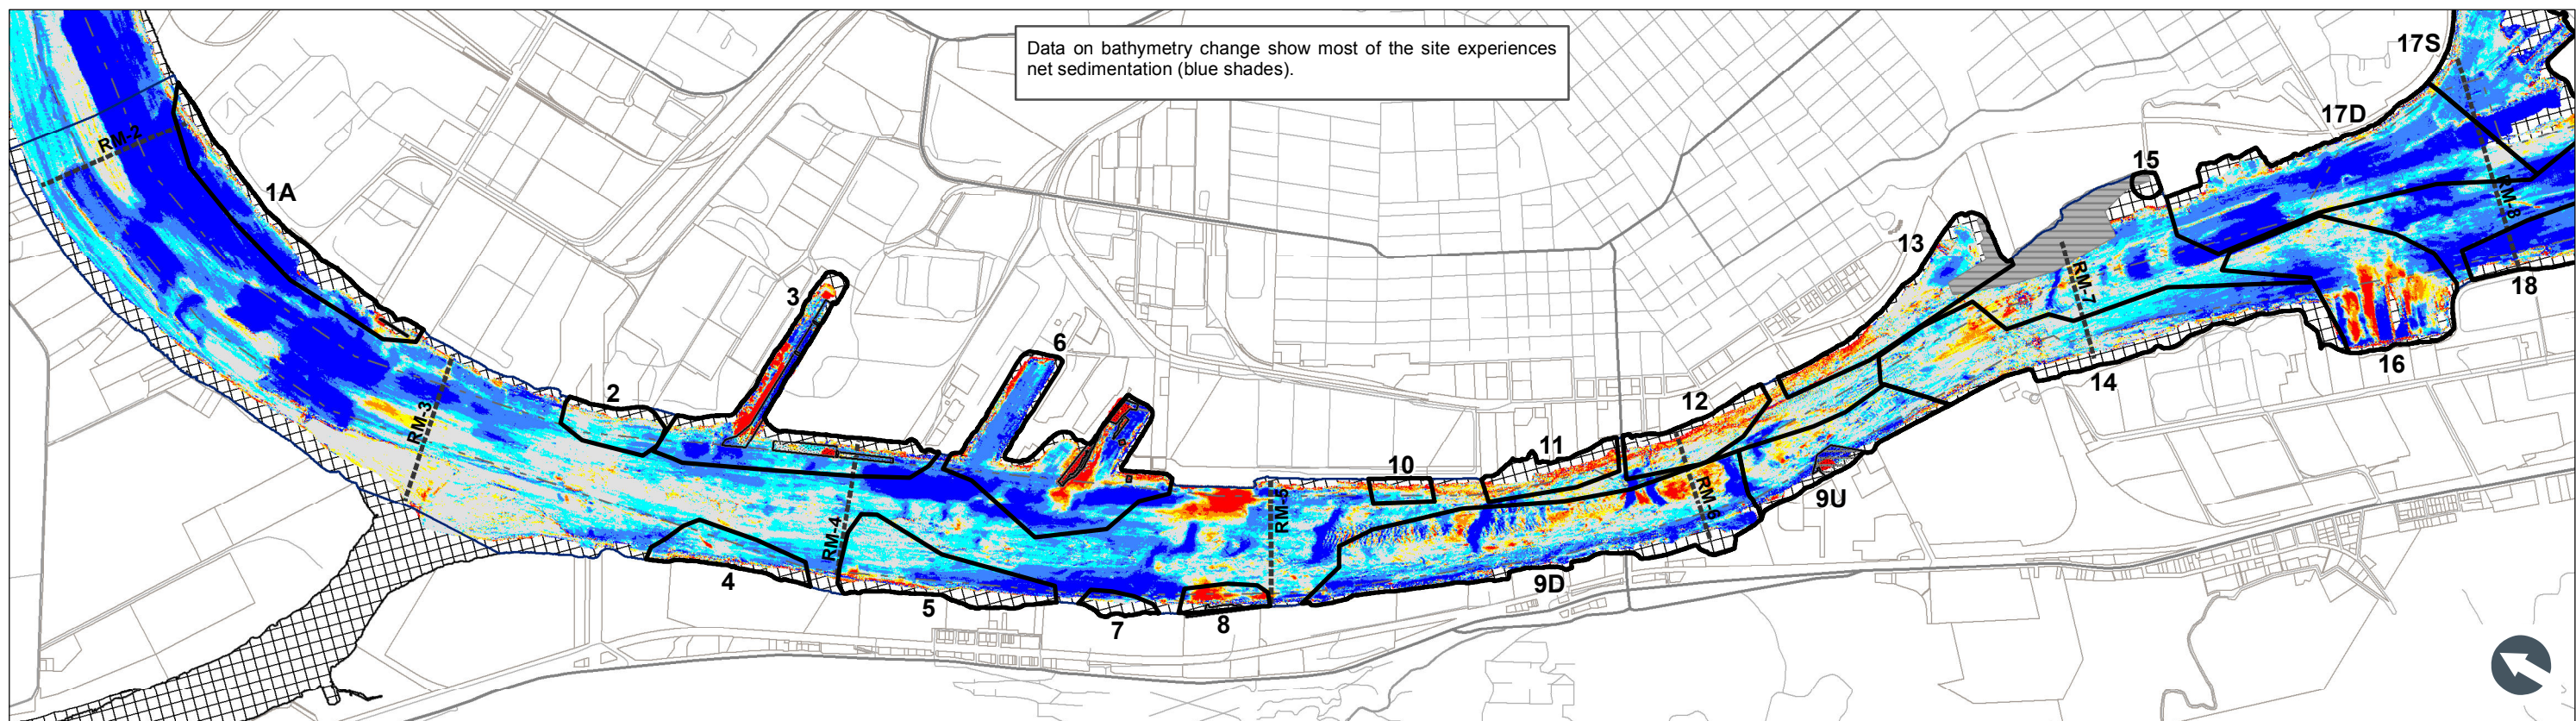 Data on bathymetry change show most of the site experiences
net sedimentation (blue shades).
17S
RM-2
17D
15
1A
RM-8
13
3
RM-7
18
6
16
14
2
12
RM-3
11
10
RM-5
RM-6
9U
RM-4
4
9D
5
7
8